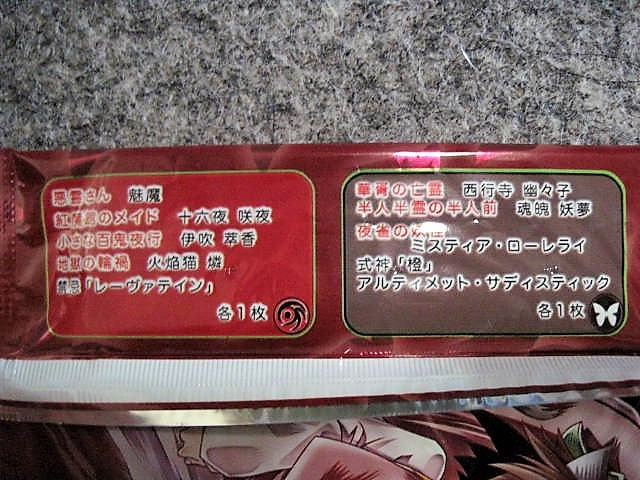 悪霊さん 魅魔
紅魔館のメイド 十六夜 咲夜
小さな百鬼夜行 伊吹 萃香
地獄の輪禍 火焔猫 燐
禁忌「レーヴァテイン」
各1枚
華胥の亡霊 西行寺 幽々子
半人半霊の半人前 魂魄 妖夢
夜雀の妖怪
ミスティア・ローレライ
式神「橙」
アルティメット・サディスティック
各1枚